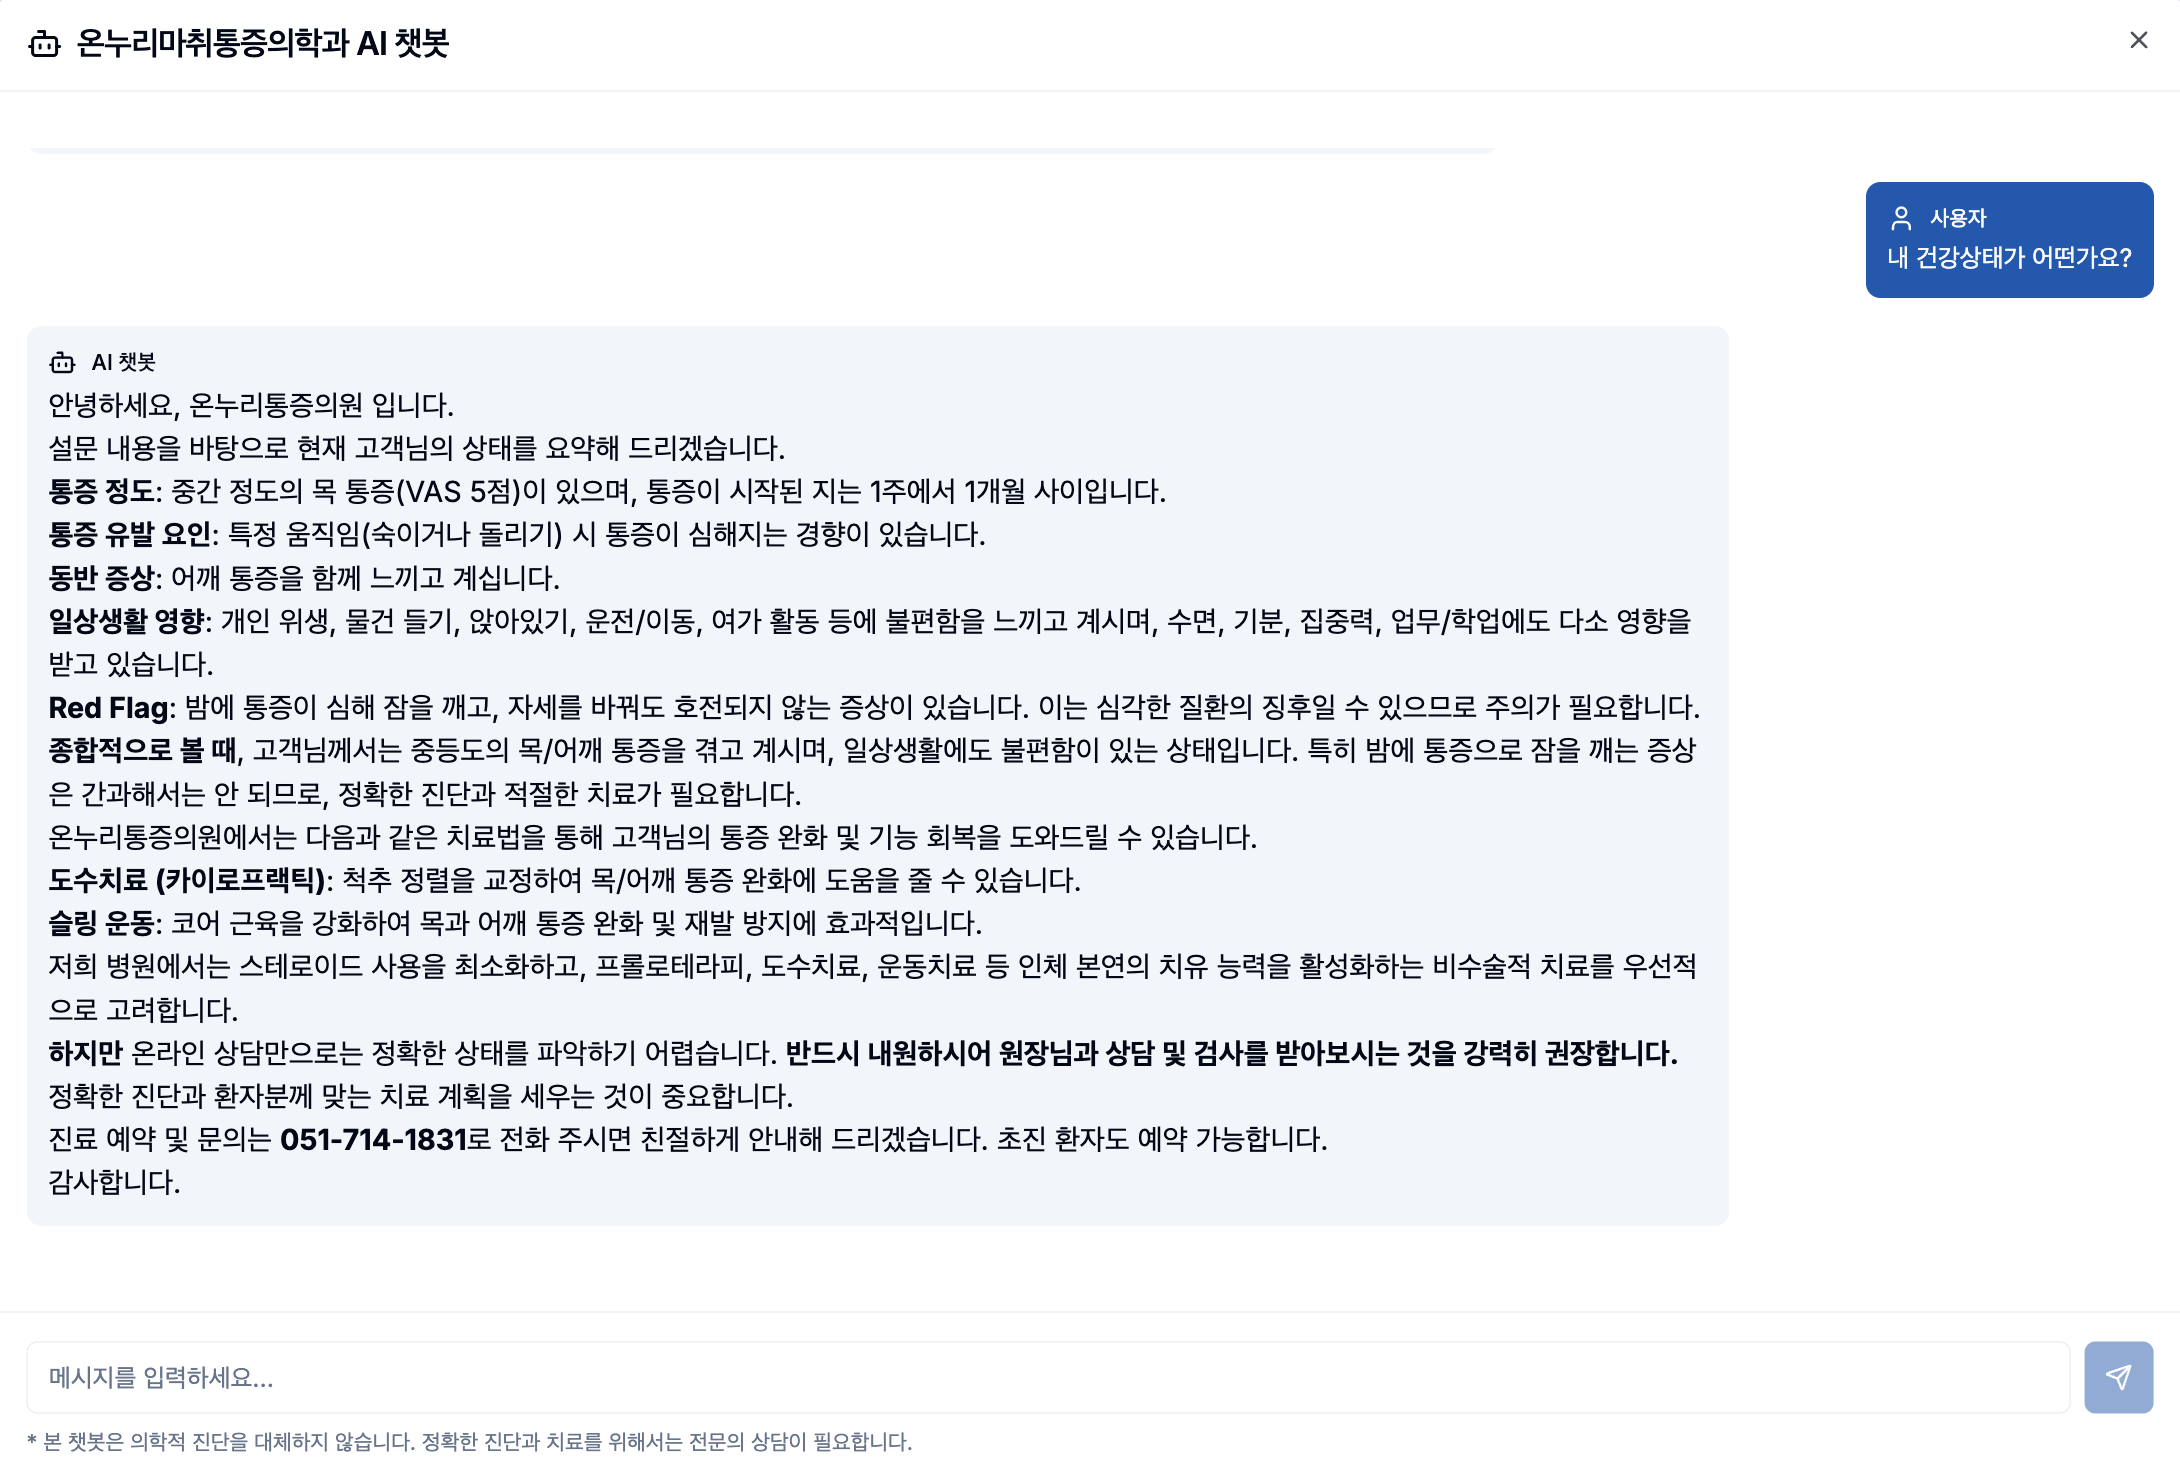 온누리마취통증의학과 AI 챗봇
사용자
내 건강상태가 어떤가요?
AI 챗봇
안녕하세요, 온누리통증의원 입니다.
설문 내용을 바탕으로 현재 고객님의 상태를 요약해 드리겠습니다.
통증 정도: 중간 정도의 목 통증(VAS 5점)이 있으며, 통증이 시작된 지는 1주에서 1개월 사이입니다.
통증 유발 요인: 특정 움직임(숙이거나 돌리기) 시 통증이 심해지는 경향이 있습니다.
동반 증상: 어깨 통증을 함께 느끼고 계십니다.
일상생활 영향: 개인 위생, 물건 들기, 앉아있기, 운전/이동, 여가 활동 등에 불편함을 느끼고 계시며, 수면, 기분, 집중력, 업무/학업에도 다소 영향을
받고 있습니다.
Red Flag: 밤에 통증이 심해 잠을 깨고, 자세를 바꿔도 호전되지 않는 증상이 있습니다. 이는 심각한 질환의 징후일 수 있으므로 주의가 필요합니다.
종합적으로 볼 때, 고객님께서는 중등도의 목/어깨 통증을 겪고 계시며, 일상생활에도 불편함이 있는 상태입니다. 특히 밤에 통증으로 잠을 깨는 증상
은 간과해서는 안 되므로, 정확한 진단과 적절한 치료가 필요합니다.
온누리통증의원에서는 다음과 같은 치료법을 통해 고객님의 통증 완화 및 기능 회복을 도와드릴 수 있습니다.
도수치료 (카이로프랙틱): 척추 정렬을 교정하여 목/어깨 통증 완화에 도움을 줄 수 있습니다.
슬링 운동: 코어 근육을 강화하여 목과 어깨 통증 완화 및 재발 방지에 효과적입니다.
저희 병원에서는 스테로이드 사용을 최소화하고, 프롤로테라피, 도수치료, 운동치료 등 인체 본연의 치유 능력을 활성화하는 비수술적 치료를 우선적
으로 고려합니다.
하지만 온라인 상담만으로는 정확한 상태를 파악하기 어렵습니다. 반드시 내원하시어 원장님과 상담 및 검사를 받아보시는 것을 강력히 권장합니다.
정확한 진단과 환자분께 맞는 치료 계획을 세우는 것이 중요합니다.
진료 예약 및 문의는 051-714-1831로 전화 주시면 친절하게 안내해 드리겠습니다. 초진 환자도 예약 가능합니다.
감사합니다.
메시지를 입력하세요...
* 본 챗봇은 의학적 진단을 대체하지 않습니다. 정확한 진단과 치료를 위해서는 전문의 상담이 필요합니다.